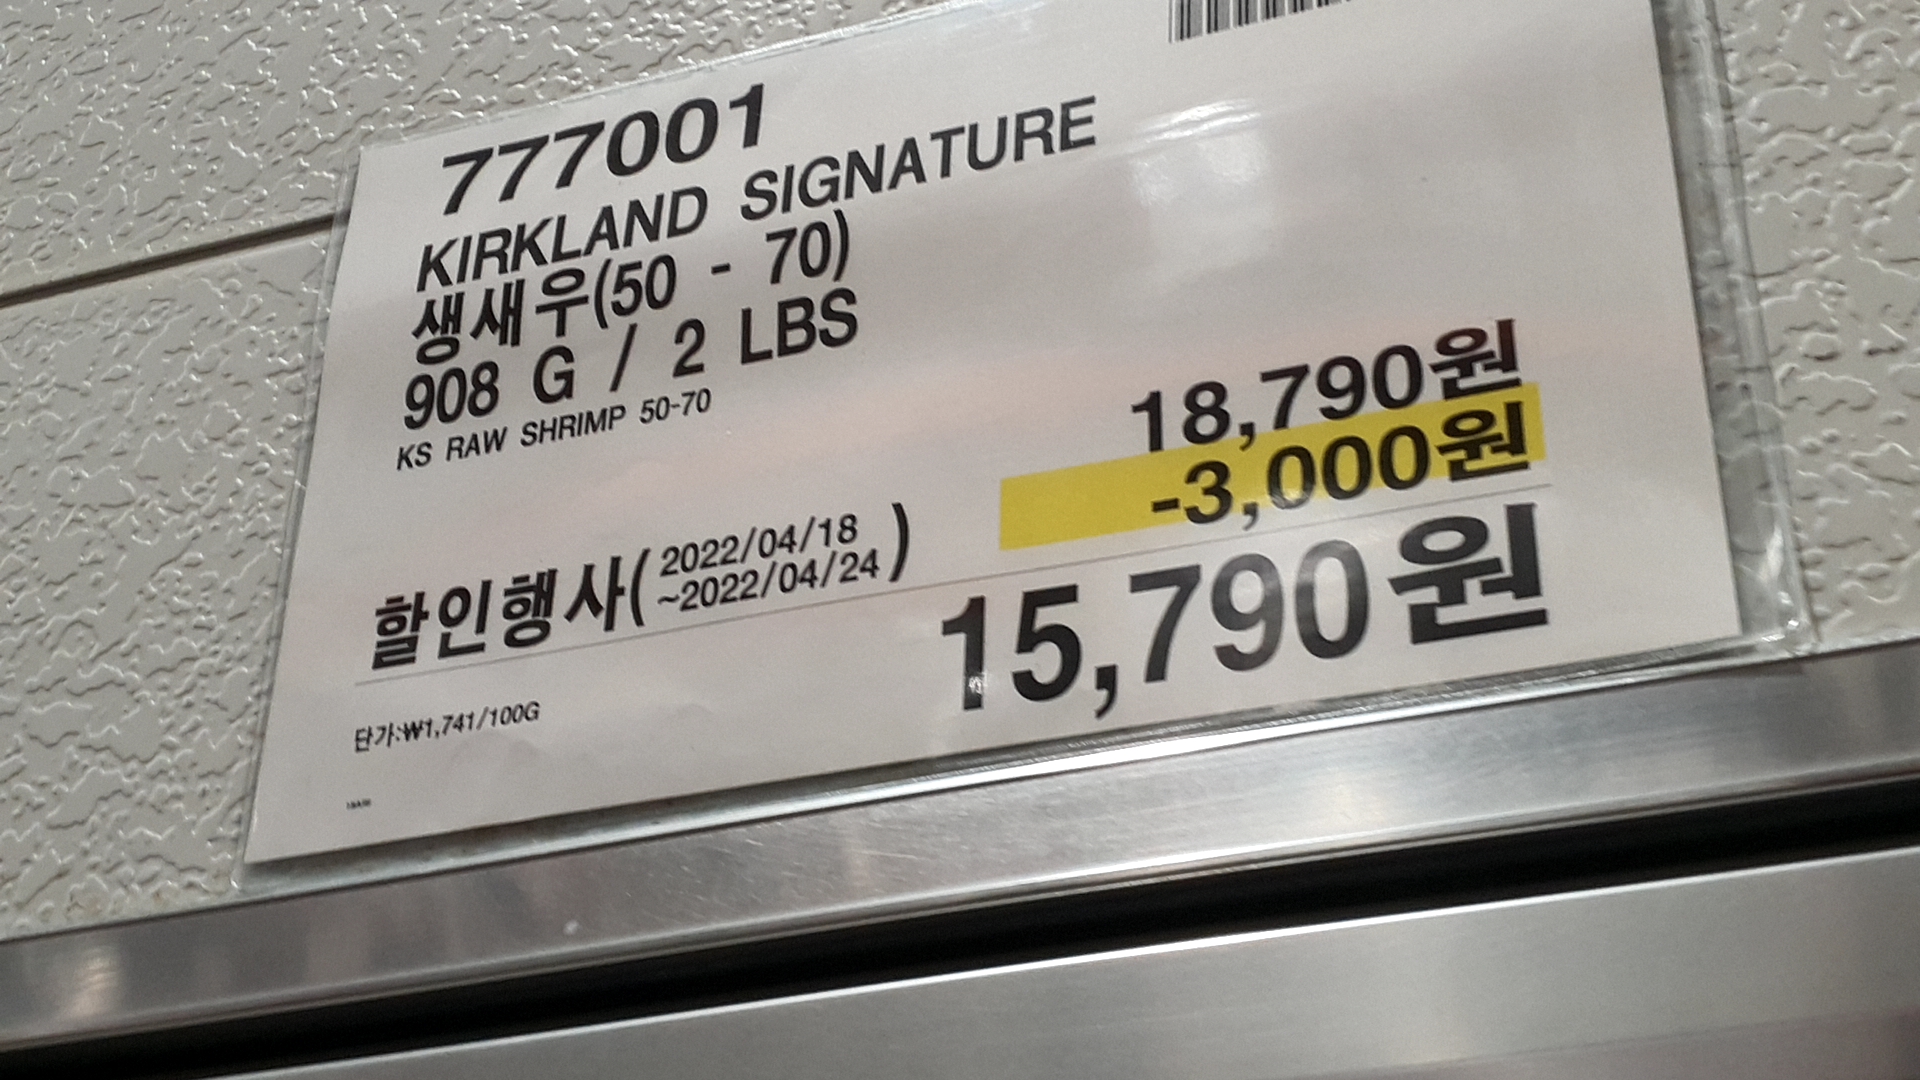 777001
KIRKLAND SIGNATURE
생새우(50 - 70)
908 G / 2 LBS
KS RAW SHRIMP 50-70
18,790원
-3,000원
할인행사(2022/04/18
~2022/04/24)
15,790원
단가:₩1,741/100G